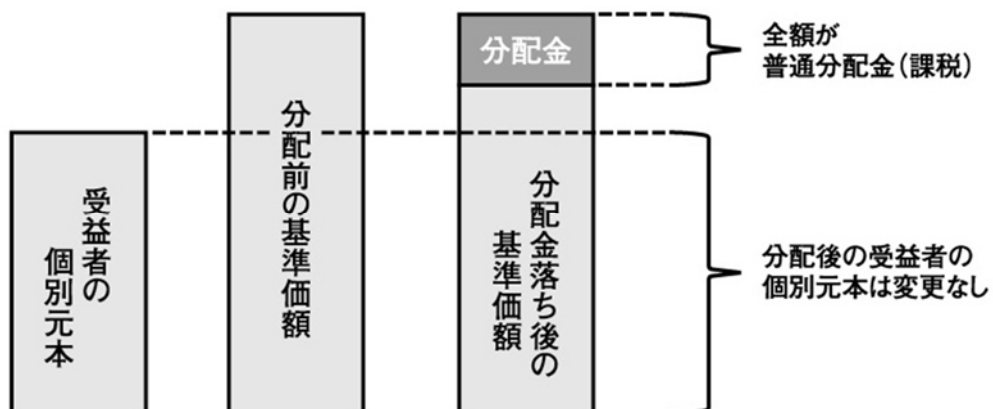 受益者の
個別元本
分配前の基準価額
分配金
分配金落ち後の
基準価額
全額が
普通分配金（課税）
分配後の受益者の
個別元本は変更なし